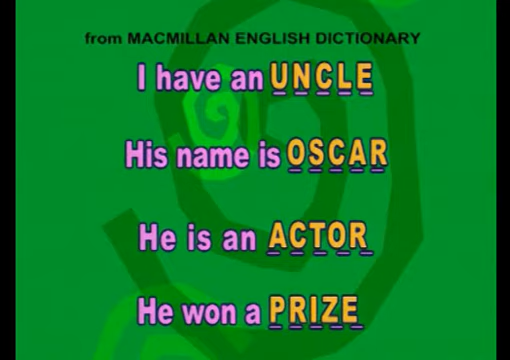 from MACMILLAN ENGLISH DICTIONARY
I have an UNCLE
His name is OSCAR
He is an ACTOR
He won a PRIZE